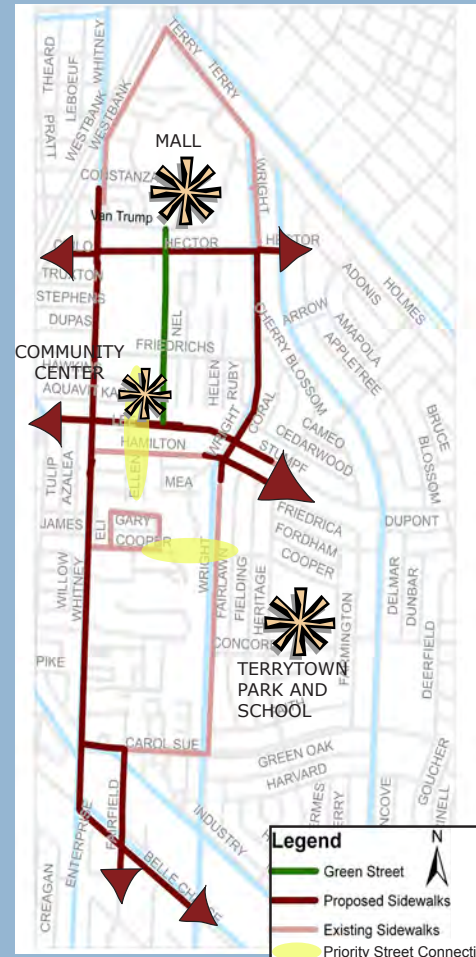 TERRY
TERRY
WHITNEY
THEARD
LEBOEUF
PRATT
WESTBANK
WESTBANK
MALL
CONSTANZA
WRIGHT
Van Trump
HECTOR
HECTOR
TRUXTON
STEPHENS
DUPAS
ADONIS
HOLMES
ARROW
AMAPOLA
APPLETREE
NEL
FRIEDRICHS
CHERRY BLOSSOM
COMMUNITY
CENTER
AQUAVIT
HELEN
RUBY
WRIGHT
CORAL
CAMEO
CEDARWOOD
STUMPF
BRUCE
BLOSSOM
HAMILTON
ELLEN
MEA
TULIP
AZALEA
JAMES
ELI
GARY
COOPER
FRIEDRICA
FORDHAM
COOPER
DUPONT
WILLOW
WHITNEY
WRIGHT
FAIRLAWN
FIELDING
HERITAGE
DELMAR
DUNBAR
DEERFIELD
FARMINGTON
PIKE
TERRYTOWN
PARK AND
SCHOOL
CAROL SUE
GREEN OAK
HARVARD
GOUCHER
ENTERPRISE
FAIRFIELD
INDUSTRY
CREAGAN
Legend
N
Green Street
Proposed Sidewalks
Existing Sidewalks
Priority Street Connecti